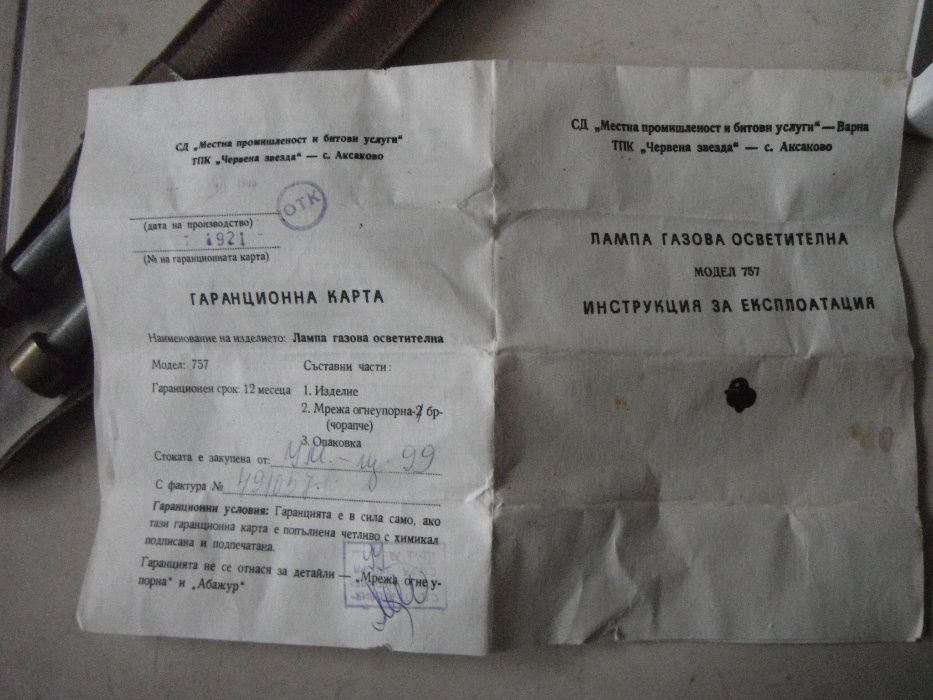 СД „Местна промишленост и битови услуги“
ТПК „Червена звезда“ — с. Аксаково
ОТК
(дата на производство)
1921
(№ на гаранционната карта)
ГАРАНЦИОННА КАРТА
Наименование на изделието: Лампа газова осветителна
Модел: 757
Гаранционен срок: 12 месеца
Съставни части:
1. Изделие
2. Мрежа огнеупорна- бр-
(чорапче)
3. Опаковка
Стоката е закупена от: 99
С фактура №
Гаранционни условия: Гаранцията е в сила само, ако
тази гаранционна карта е попълнена четливо с химикал
подписана и подпечатана.
Гаранцията не се отнася за детайли — „Мрежа огнеу-
порна“ и „Абажур“
СД „Местна промишленост и битови услуги“ — Варна
ТПК „Червена звезда“ — с. Аксаково
ЛАМПА ГАЗОВА ОСВЕТИТЕЛНА
МОДЕЛ 757
ИНСТРУКЦИЯ ЗА ЕКСПЛОАТАЦИЯ